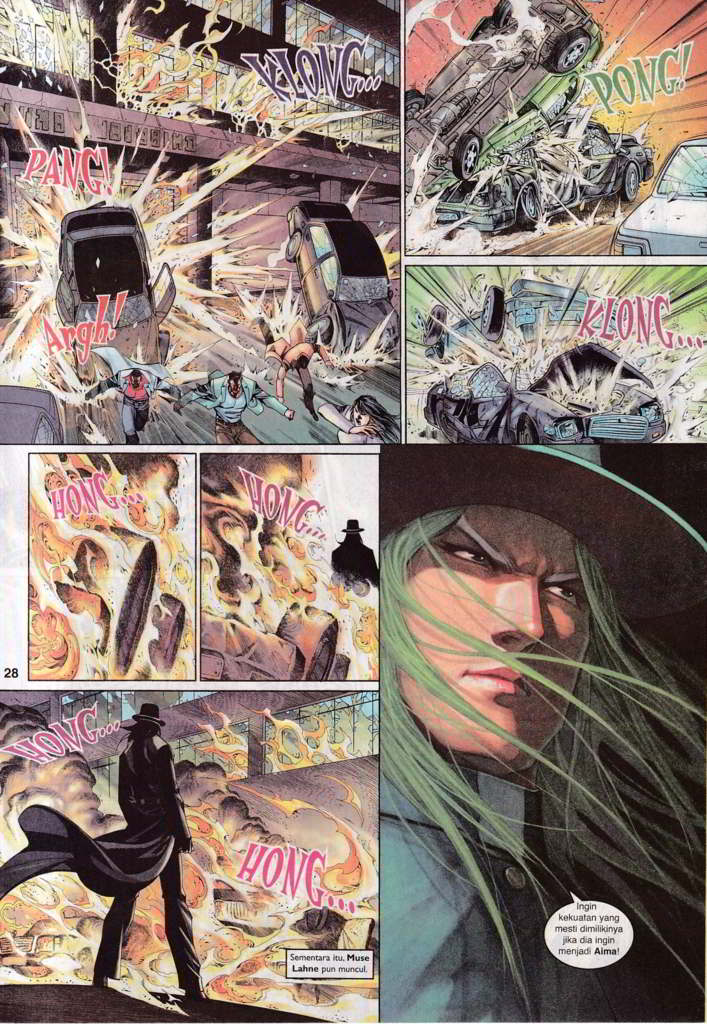 KLONG...
PANG!
Argh!
PONG!
KLONG...
HONG...
HONG...
28
HONG...
HONG...
Sementara itu, Muse
Lahne pun muncul.
Ingin
kekuatan yang
mesti dimilikinya
jika dia ingin
menjadi Aima!